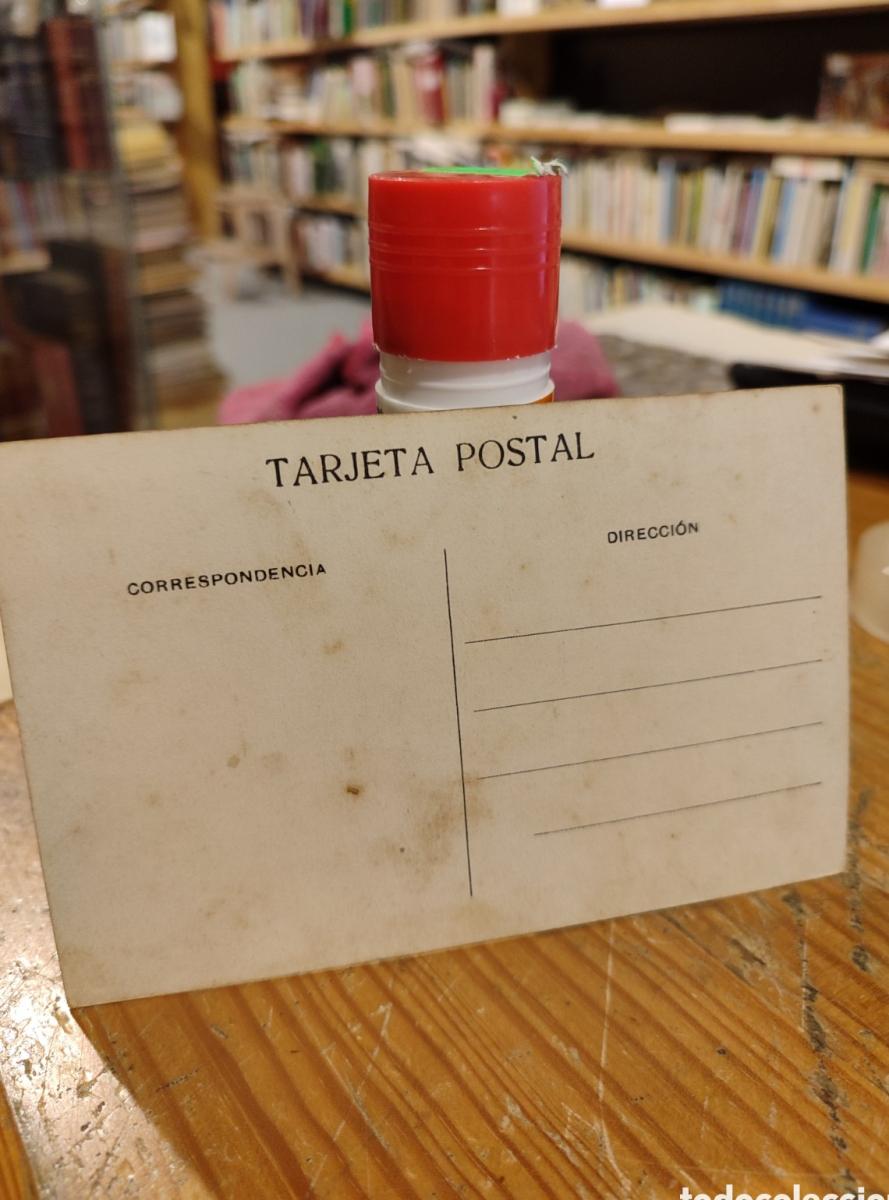 TARJETA POSTAL
DIRECCIÓN
CORRESPONDENCIA